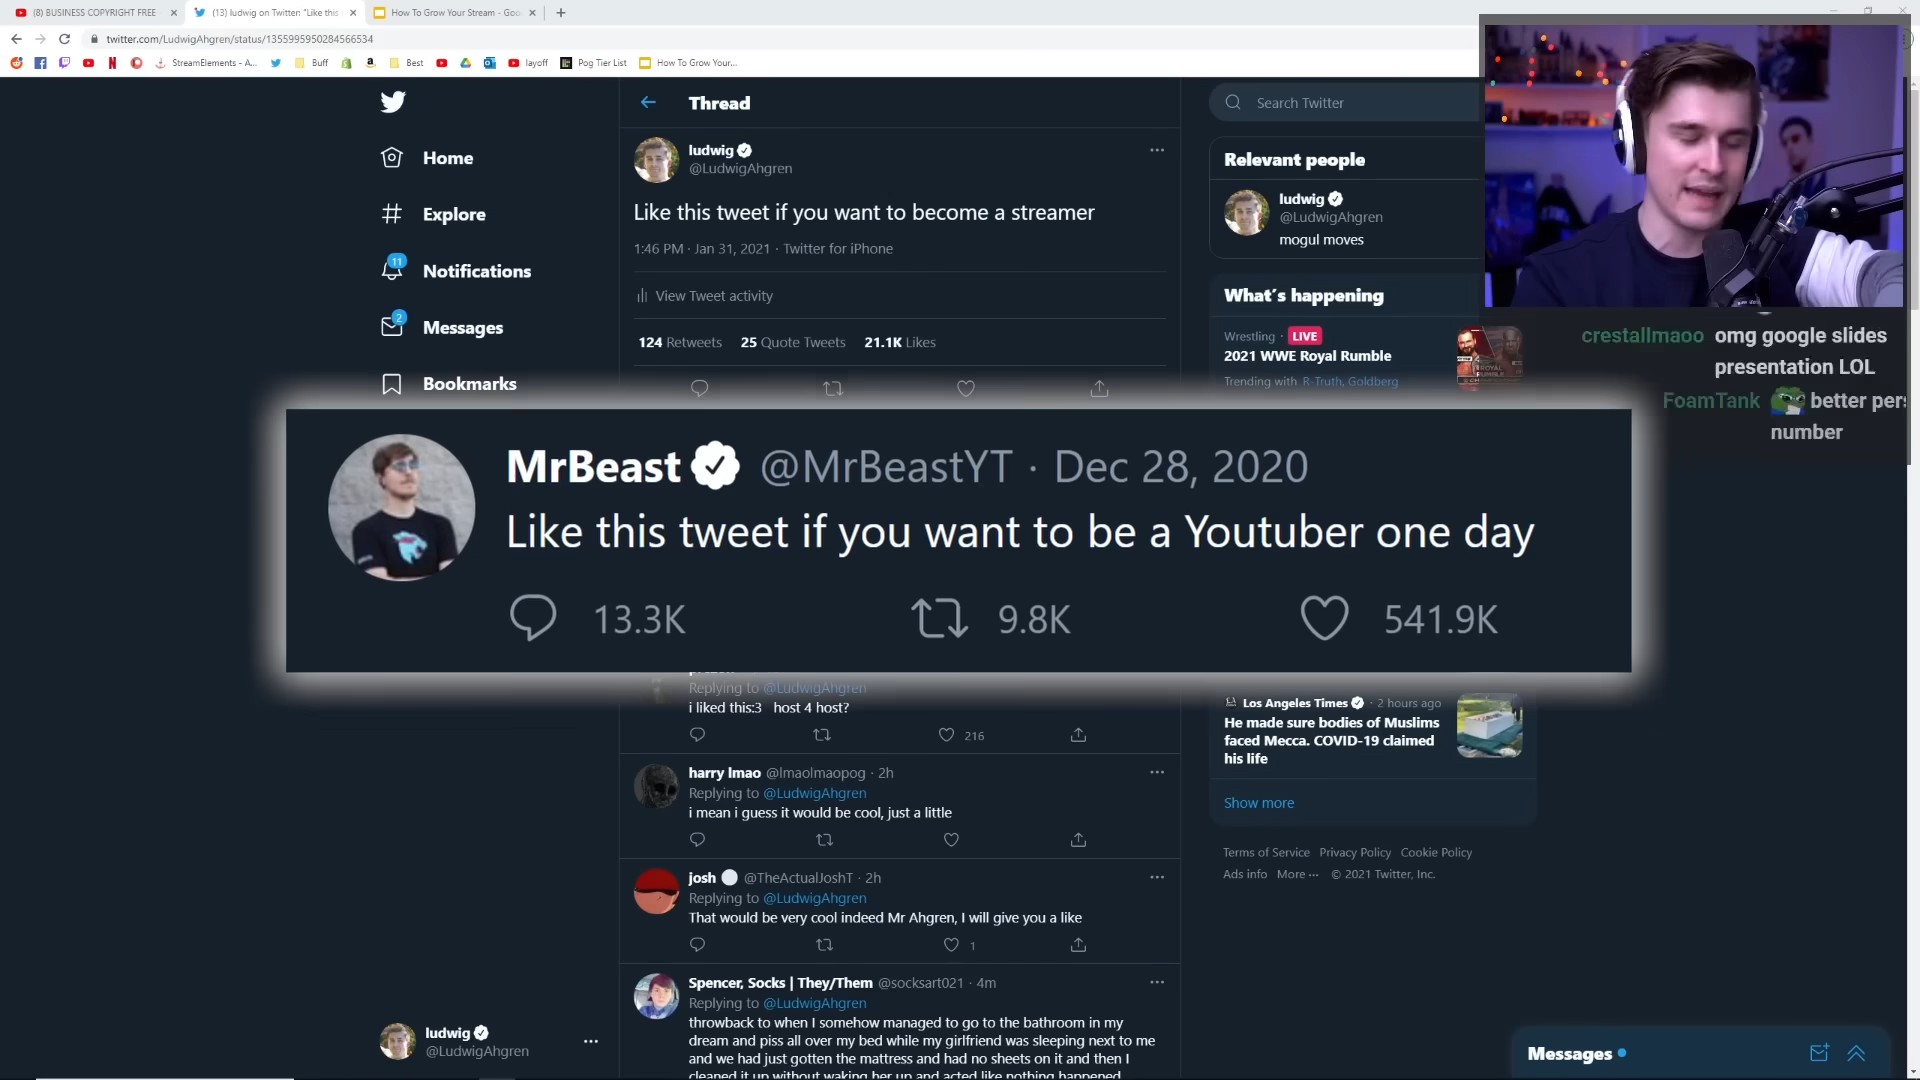 (8) BUSINESS COPYRIGHT FREE
(13) ludwig on Twitter: "Like this
How To Grow Your Stream - Goo
twitter.com/LudwigAhgren/status/1355995950284566534
StreamElements - A...
Buff
Best
layoff
Pog Tier List
How To Grow Your...
Home
Explore
11
Notifications
2
Messages
Bookmarks
Thread
ludwig
@LudwigAhgren
Like this tweet if you want to become a streamer
1:46 PM · Jan 31, 2021 · Twitter for iPhone
View Tweet activity
124 Retweets 25 Quote Tweets 21.1K Likes
Search Twitter
Relevant people
ludwig
@LudwigAhgren
mogul moves
What's happening
Wrestling · LIVE
2021 WWE Royal Rumble
Trending with R-Truth, Goldberg
crestallmaoo omg google slides
presentation LOL
FoamTank better pers
number
MrBeast @MrBeastYT · Dec 28, 2020
Like this tweet if you want to be a Youtuber one day
13.3K 9.8K 541.9K
Replying to @LudwigAhgren
i liked this:3 host 4 host?
216
harry lmao @lmaolmaopog · 2h
Replying to @LudwigAhgren
i mean i guess it would be cool, just a little
josh @TheActualJoshT · 2h
Replying to @LudwigAhgren
That would be very cool indeed Mr Ahgren, I will give you a like
1
Spencer, Socks | They/Them @socksart021 · 4m
Replying to @LudwigAhgren
throwback to when I somehow managed to go to the bathroom in my
dream and piss all over my bed while my girlfriend was sleeping next to me
and we had just gotten the mattress and had no sheets on it and then I
cleaned it up without waking her up and acted like nothing happened
Los Angeles Times · 2 hours ago
He made sure bodies of Muslims
faced Mecca. COVID-19 claimed
his life
Show more
Terms of Service Privacy Policy Cookie Policy
Ads info More ··· © 2021 Twitter, Inc.
ludwig
@LudwigAhgren
Messages